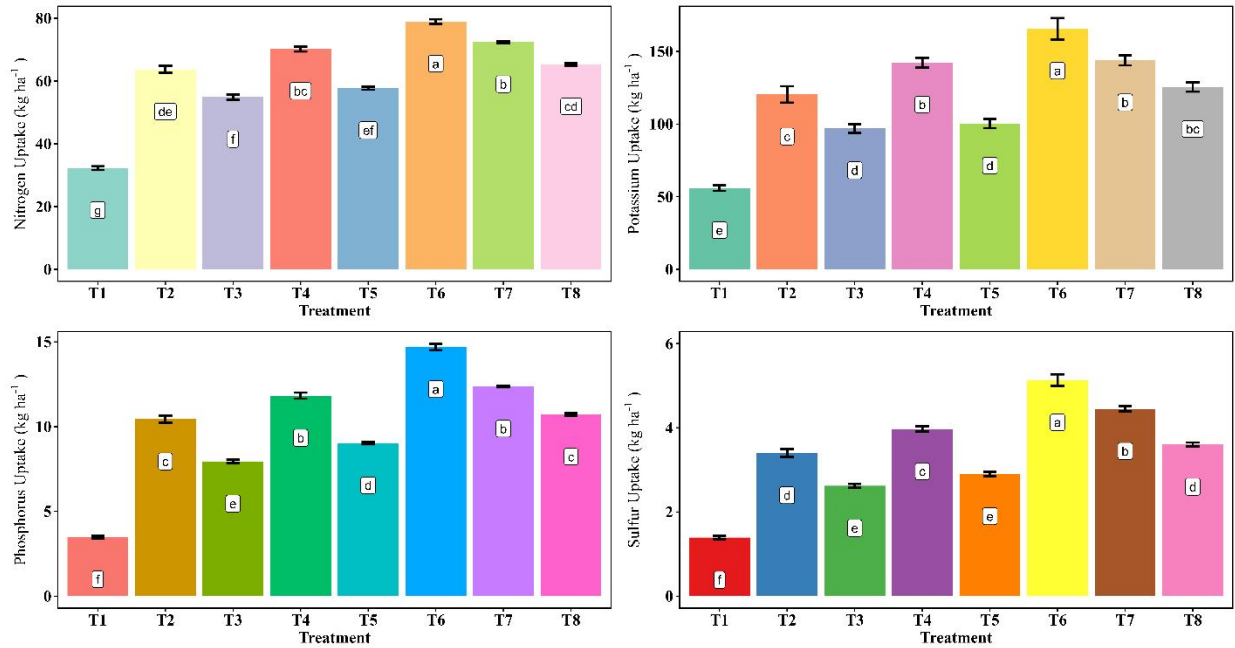 Nitrogen Uptake (kg ha⁻¹)
80
60
40
20
0
g
de
f
bc
ef
a
b
cd
T1 T2 T3 T4 T5 T6 T7 T8
Treatment
Potassium Uptake (kg ha⁻¹)
150
100
50
0
e
c
d
b
d
a
b
bc
T1 T2 T3 T4 T5 T6 T7 T8
Treatment
Phosphorus Uptake (kg ha⁻¹)
15
10
5
0
f
c
e
b
d
a
b
c
T1 T2 T3 T4 T5 T6 T7 T8
Treatment
Sulfur Uptake (kg ha⁻¹)
6
4
2
0
f
d
e
c
e
a
b
d
T1 T2 T3 T4 T5 T6 T7 T8
Treatment